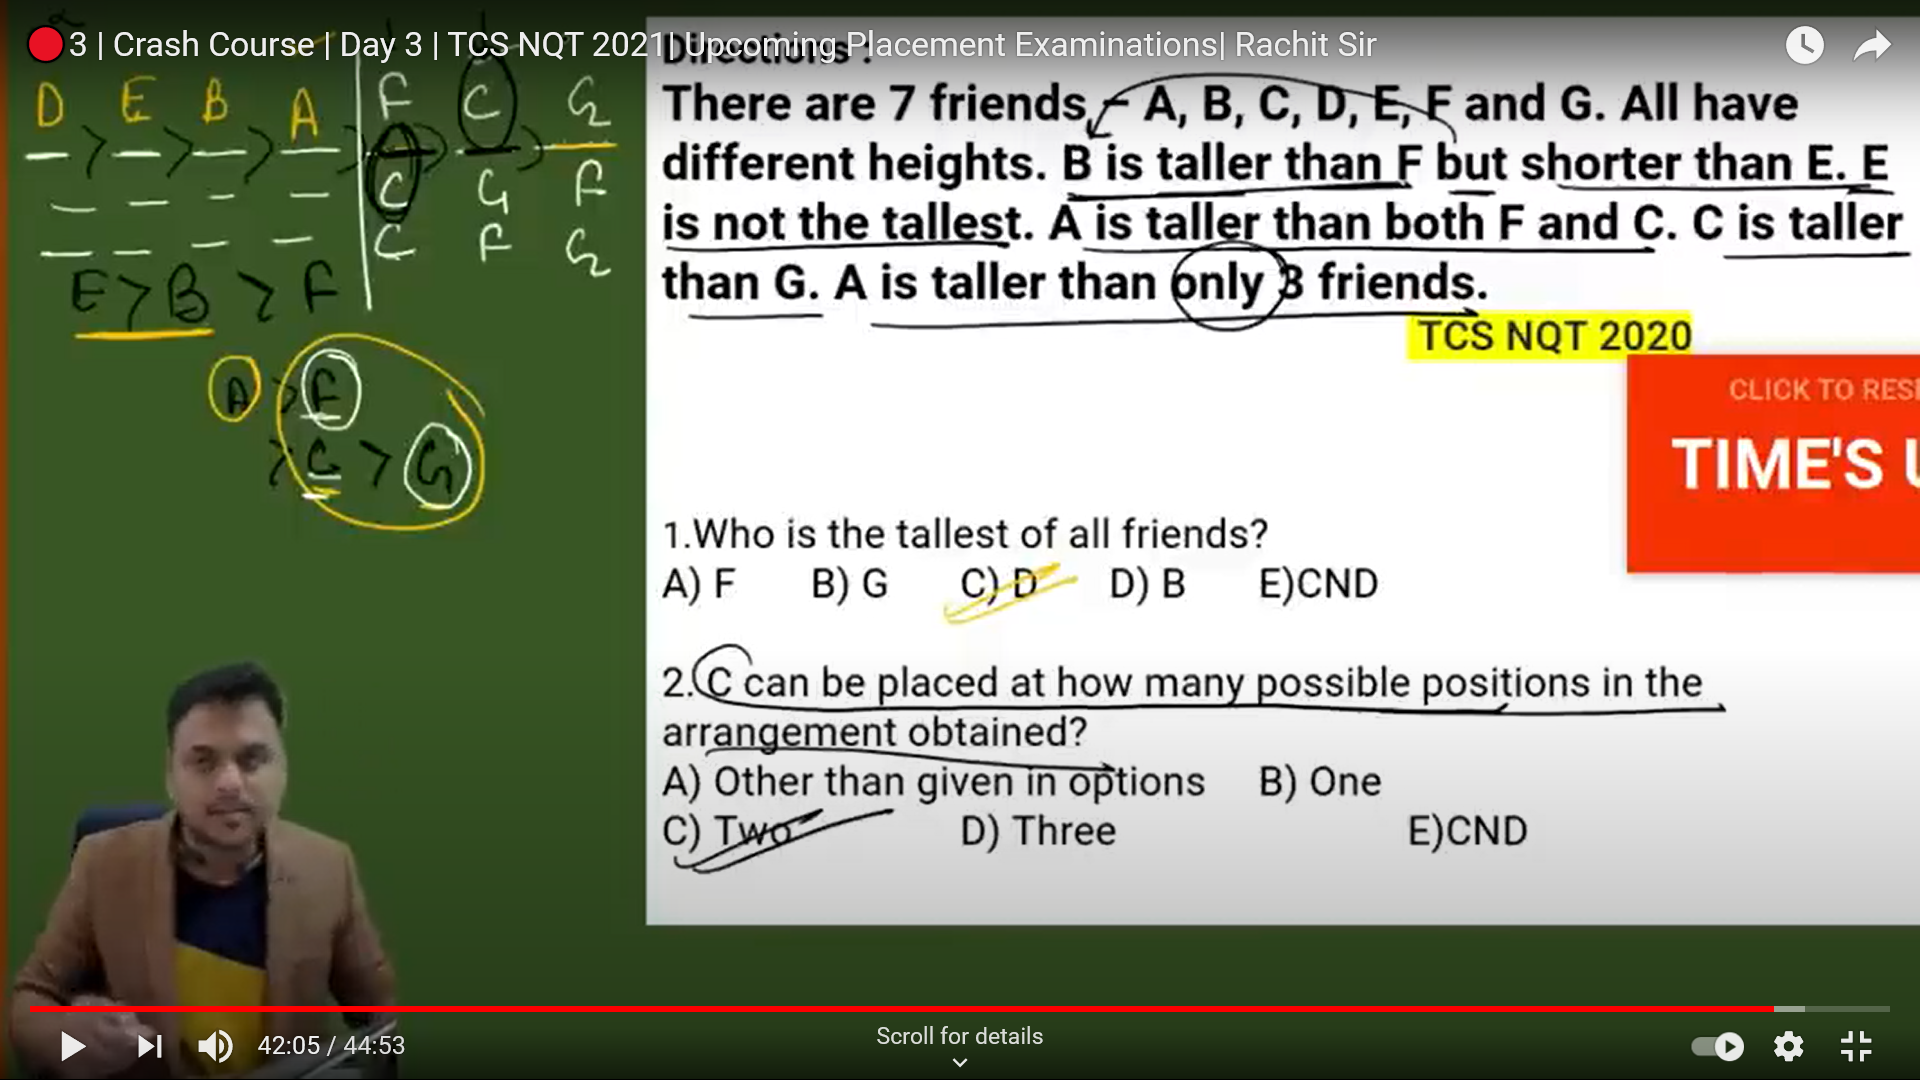 3 | Crash Course | Day 3 | TCS NQT 2021| Upcoming Placement Examinations| Rachit Sir
D > E > B > A > F > C > G
C G F
C F G
E > B > F
A > F
> C > G
Directions :
There are 7 friends, – A, B, C, D, E, F and G. All have
different heights. B is taller than F but shorter than E. E
is not the tallest. A is taller than both F and C. C is taller
than G. A is taller than only 3 friends.
TCS NQT 2020
CLICK TO RESE
TIME'S U
1.Who is the tallest of all friends?
A) F B) G C) D D) B E)CND
2. C can be placed at how many possible positions in the
arrangement obtained?
A) Other than given in options B) One
C) Two D) Three E)CND
42:05 / 44:53
Scroll for details